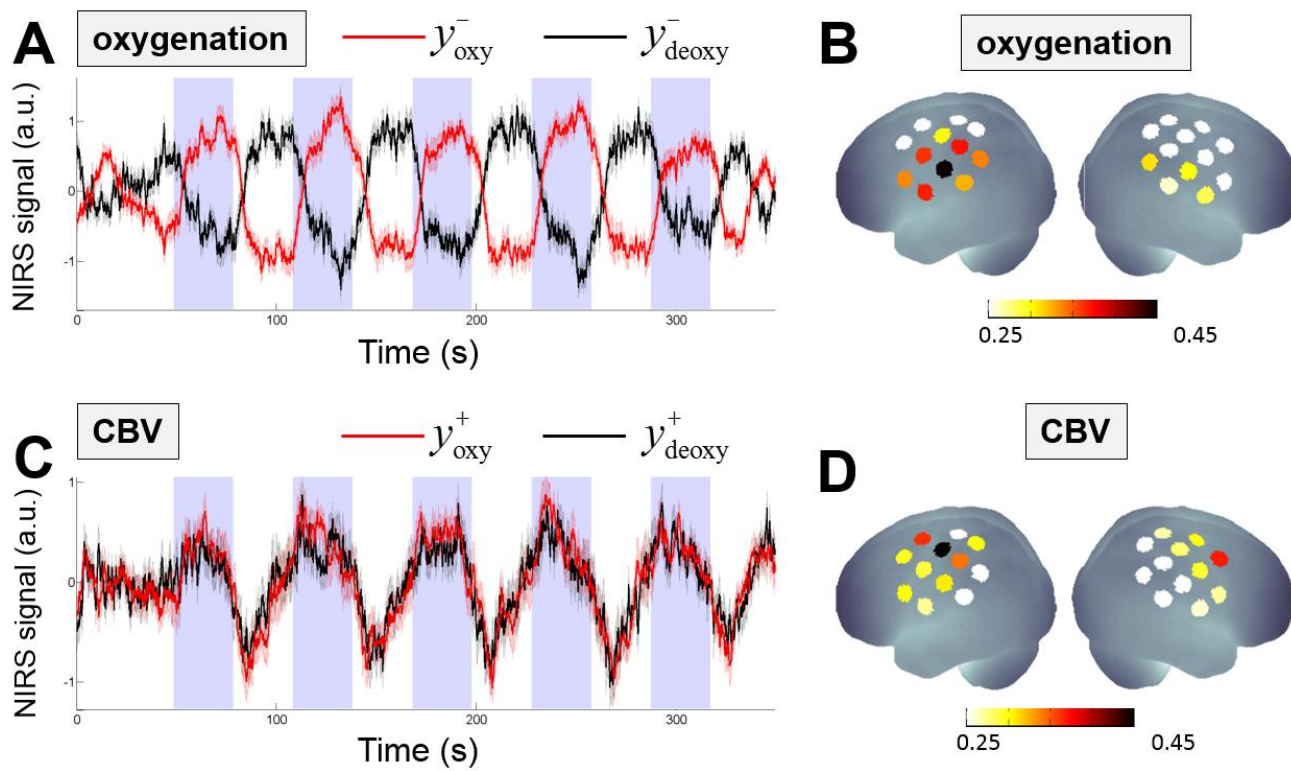 A
oxygenation
y⁻oxy
y⁻deoxy
NIRS signal (a.u.)
1
0
-1
0
100
200
300
Time (s)
B
oxygenation
0.25
0.45
C
CBV
y⁺oxy
y⁺deoxy
NIRS signal (a.u.)
1
0
-1
0
100
200
300
Time (s)
D
CBV
0.25
0.45